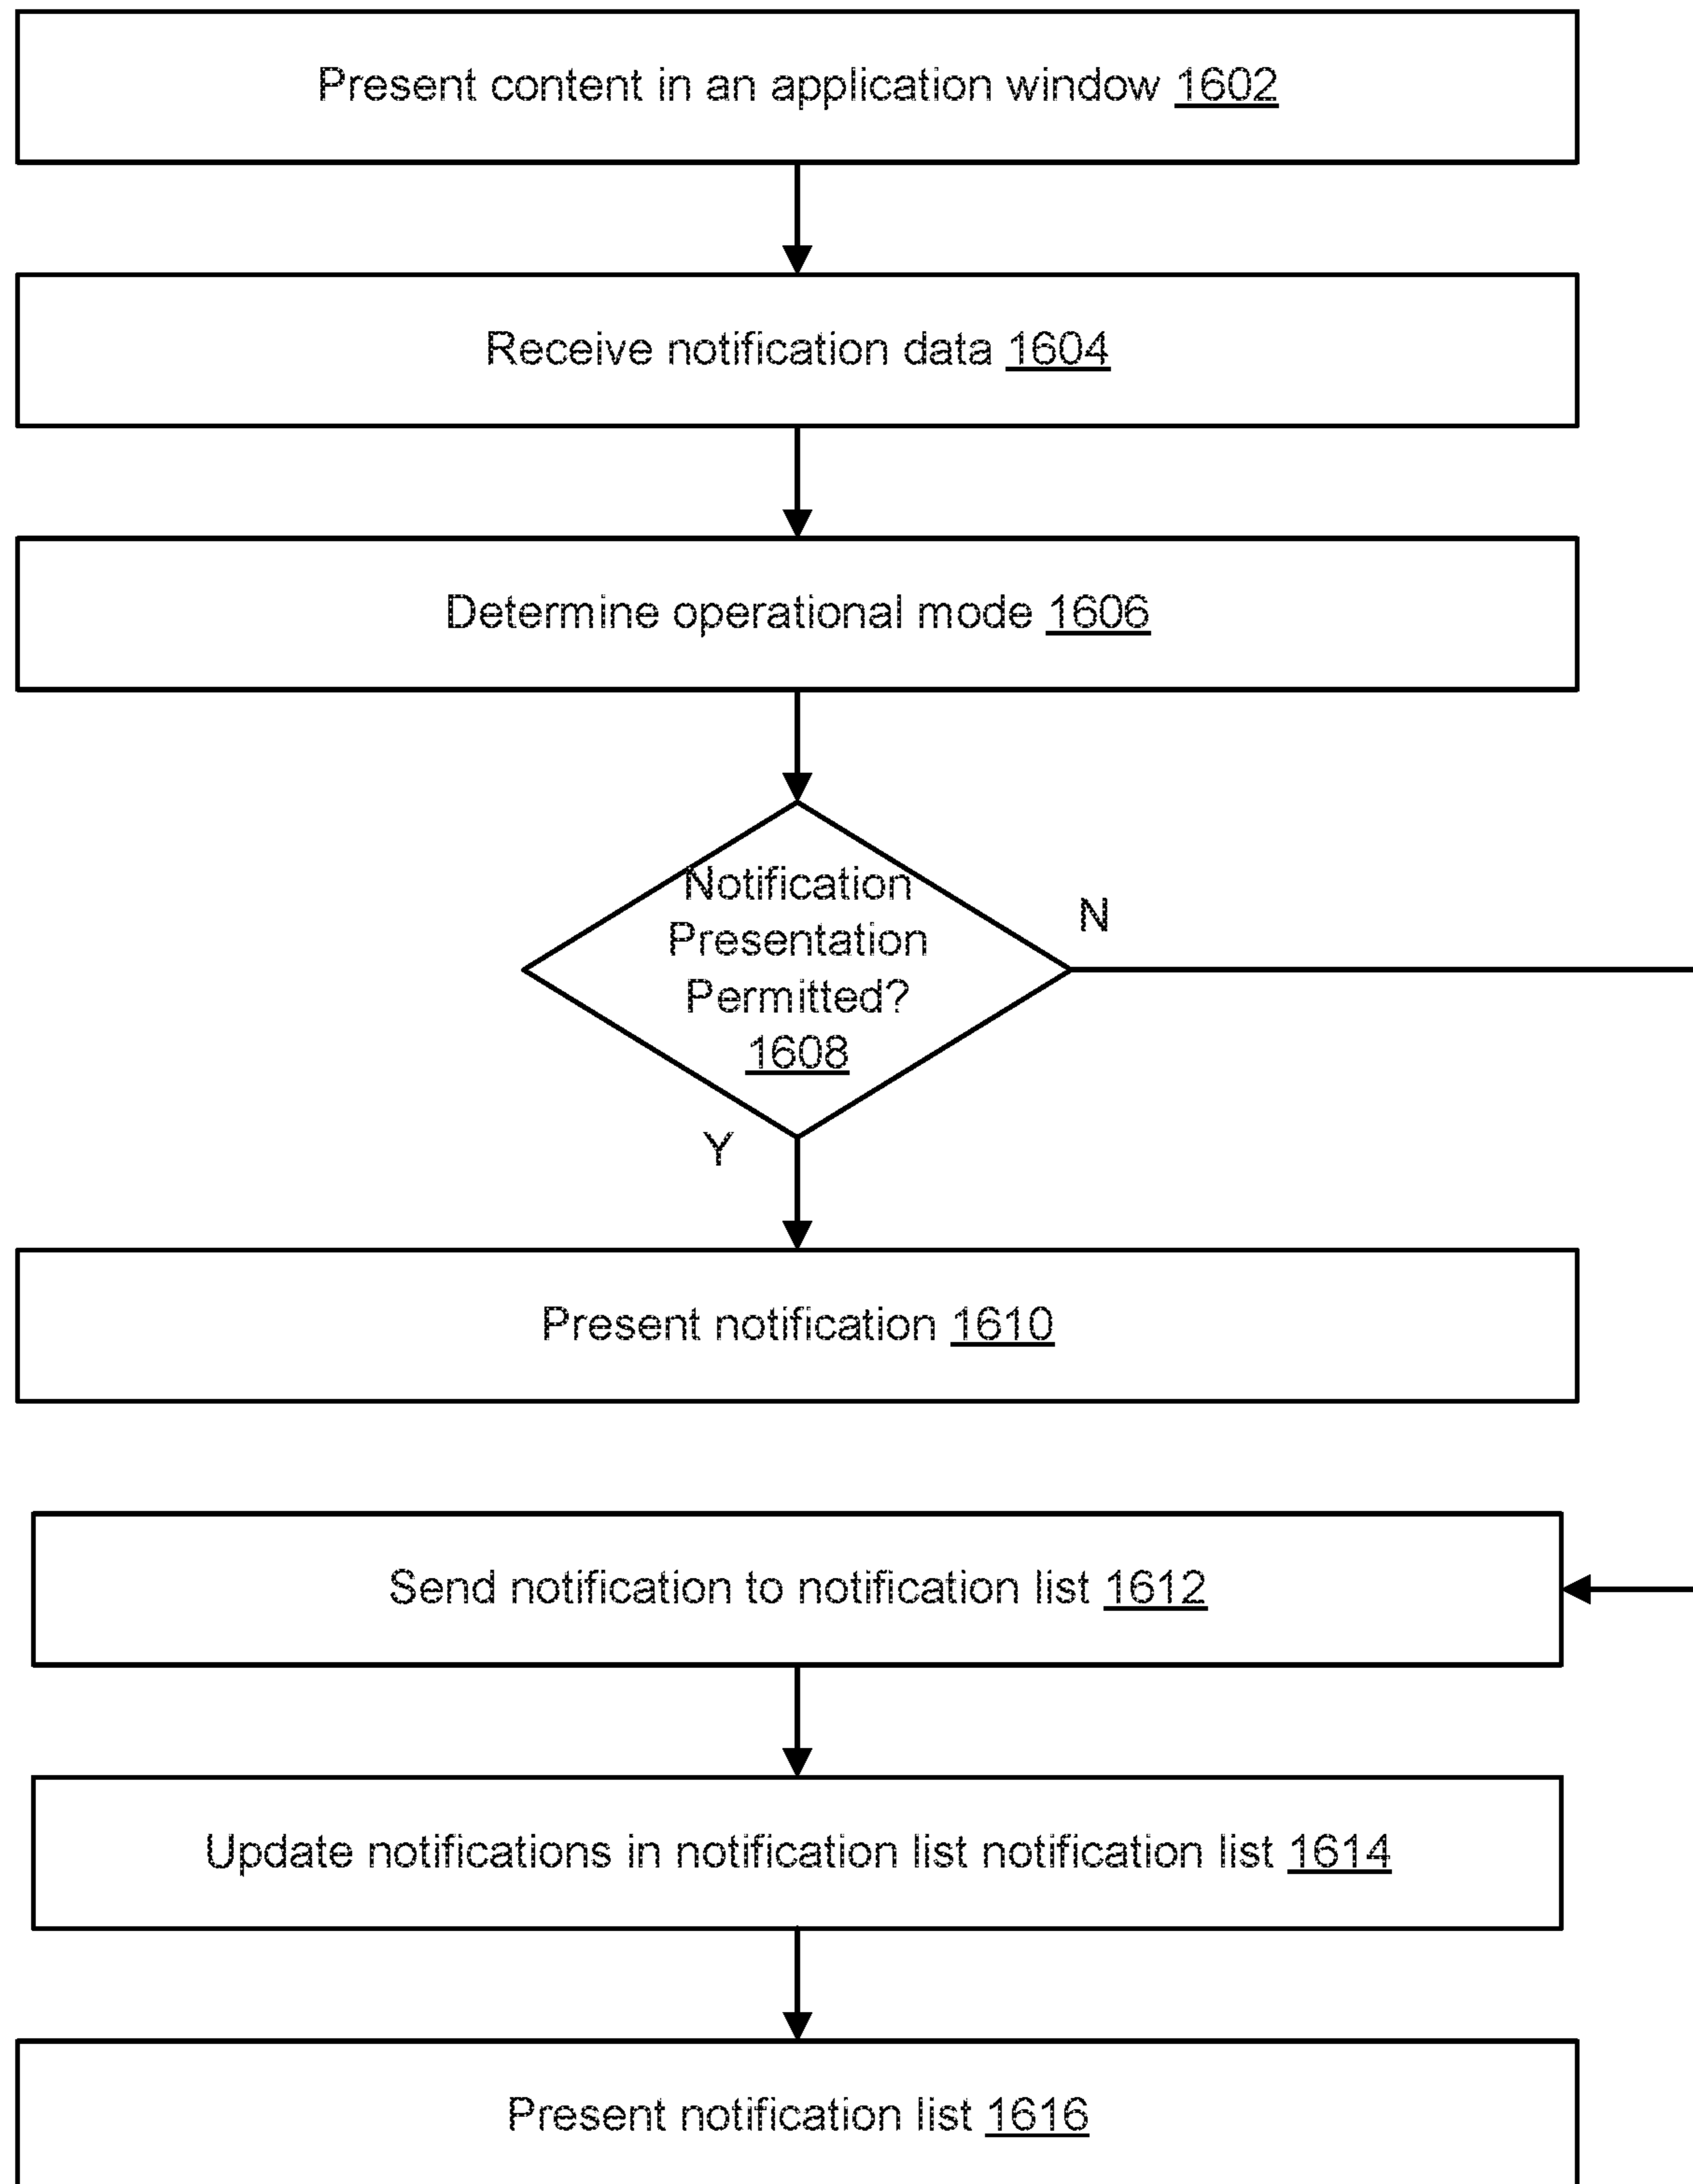 Present content in an application window 1602
Receive notification data 1604
Determine operational mode 1606
Notification
Presentation
Permitted?
1608
N
Y
Present notification 1610
Send notification to notification list 1612
Update notifications in notification list notification list 1614
Present notification list 1616